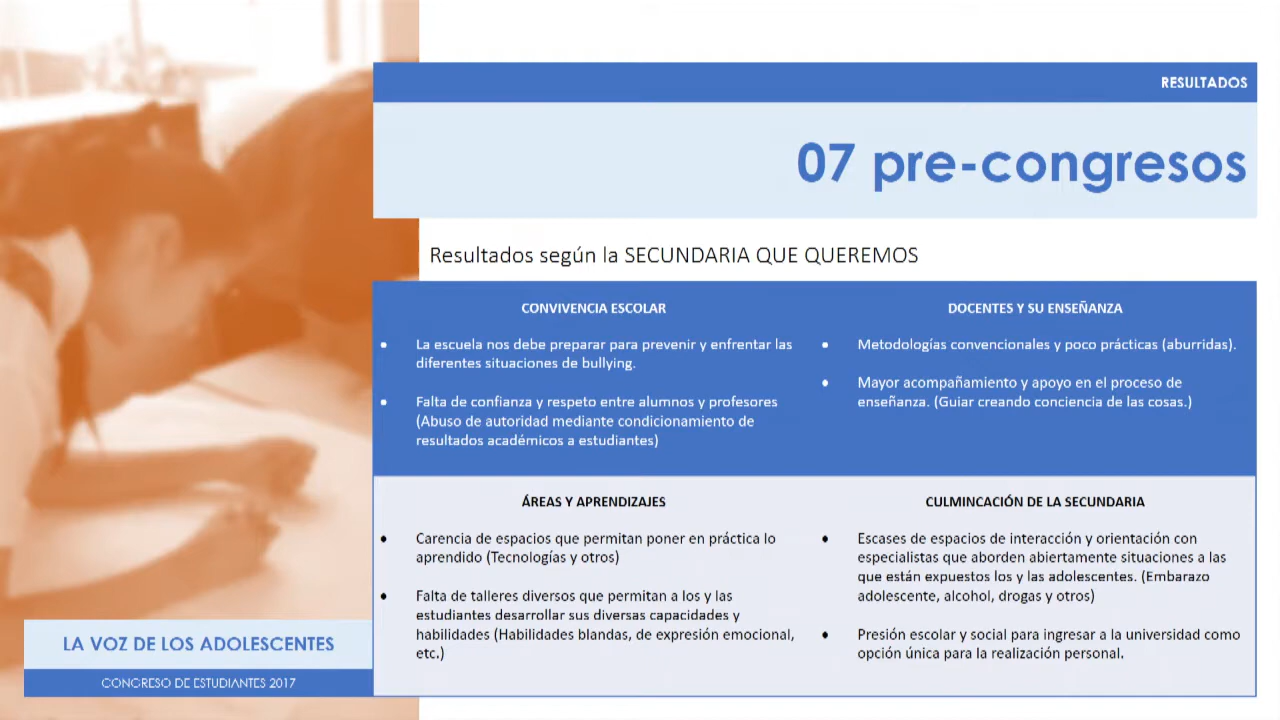 RESULTADOS
07 pre-congresos
Resultados según la SECUNDARIA QUE QUEREMOS
CONVIVENCIA ESCOLAR
• La escuela nos debe preparar para prevenir y enfrentar las
diferentes situaciones de bullying.
• Falta de confianza y respeto entre alumnos y profesores
(Abuso de autoridad mediante condicionamiento de
resultados académicos a estudiantes)
DOCENTES Y SU ENSEÑANZA
• Metodologías convencionales y poco prácticas (aburridas).
• Mayor acompañamiento y apoyo en el proceso de
enseñanza. (Guiar creando conciencia de las cosas.)
ÁREAS Y APRENDIZAJES
• Carencia de espacios que permitan poner en práctica lo
aprendido (Tecnologías y otros)
• Falta de talleres diversos que permitan a los y las
estudiantes desarrollar sus diversas capacidades y
habilidades (Habilidades blandas, de expresión emocional,
etc.)
CULMINCACIÓN DE LA SECUNDARIA
• Escases de espacios de interacción y orientación con
especialistas que aborden abiertamente situaciones a las
que están expuestos los y las adolescentes. (Embarazo
adolescente, alcohol, drogas y otros)
• Presión escolar y social para ingresar a la universidad como
opción única para la realización personal.
LA VOZ DE LOS ADOLESCENTES
CONGRESO DE ESTUDIANTES 2017